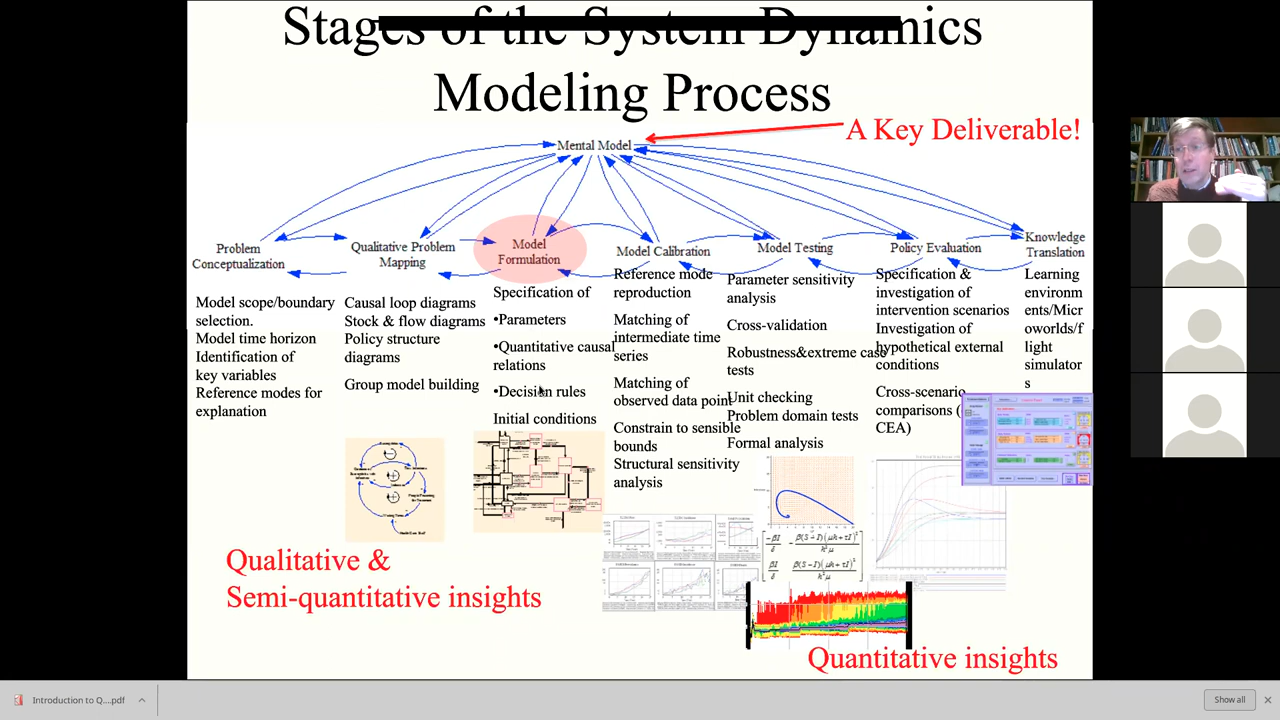 Stages of the System Dynamics
Modeling Process
A Key Deliverable!
Mental Model
Problem
Conceptualization
Qualitative Problem
Mapping
Model
Formulation
Model Calibration
Model Testing
Policy Evaluation
Knowledge
Translation
Model scope/boundary
selection.
Model time horizon
Identification of
key variables
Reference modes for
explanation
Causal loop diagrams
Stock & flow diagrams
Policy structure
diagrams
Group model building
Specification of
•Parameters
•Quantitative causal
relations
•Decision rules
Initial conditions
Reference mode
reproduction
Matching of
intermediate time
series
Matching of
observed data point
Constrain to sensible
bounds
Structural sensitivity
analysis
Parameter sensitivity
analysis
Cross-validation
Robustness&extreme case
tests
Unit checking
Problem domain tests
Formal analysis
Specification &
investigation of
intervention scenarios
Investigation of
hypothetical external
conditions
Cross-scenario
comparisons (
CEA)
Learning
environm
ents/Micr
oworlds/f
light
simulator
s
Qualitative &
Semi-quantitative insights
Quantitative insights
Introduction to Q....pdf
Show all